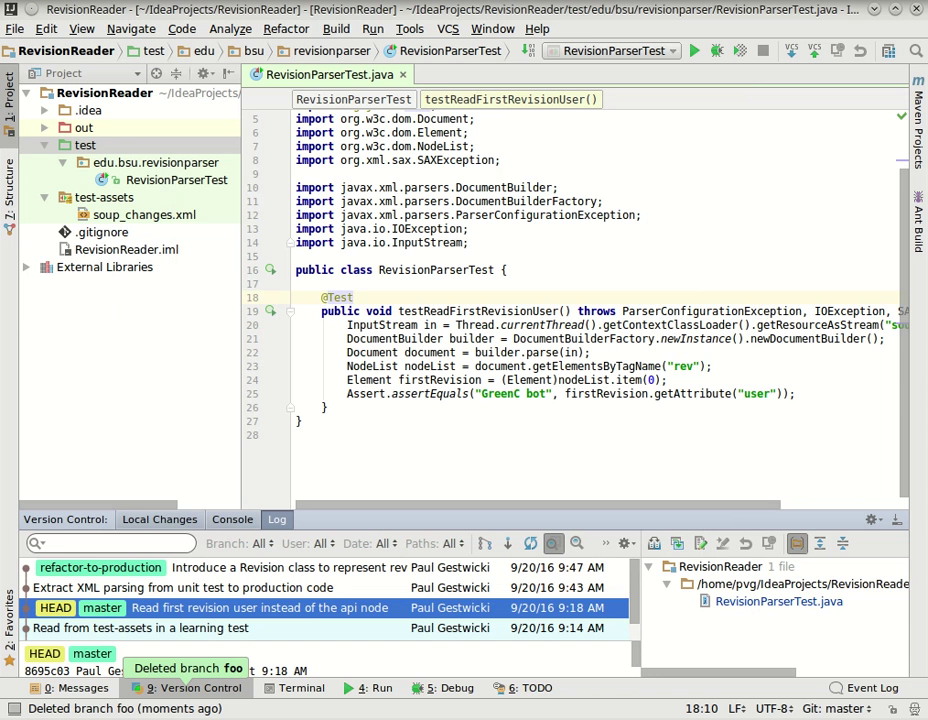 RevisionReader - [~/IdeaProjects/RevisionReader] - [RevisionReader] - ~/IdeaProjects/RevisionReader/test/edu/bsu/revisionparser/RevisionParserTest.java - I...
File Edit View Navigate Code Analyze Refactor Build Run Tools VCS Window Help
RevisionReader test edu bsu revisionparser RevisionParserTest RevisionParserTest VCS VCS
Project RevisionParserTest.java
RevisionParserTest testReadFirstRevisionUser()
1: Project
7: Structure
2: Favorites
RevisionReader ~/IdeaProjects/
.idea
out
test
edu.bsu.revisionparser
RevisionParserTest
test-assets
soup_changes.xml
.gitignore
RevisionReader.iml
External Libraries
5 import org.w3c.dom.Document;
6 import org.w3c.dom.Element;
7 import org.w3c.dom.NodeList;
8 import org.xml.sax.SAXException;
9
10 import javax.xml.parsers.DocumentBuilder;
11 import javax.xml.parsers.DocumentBuilderFactory;
12 import javax.xml.parsers.ParserConfigurationException;
13 import java.io.IOException;
14 import java.io.InputStream;
15
16 public class RevisionParserTest {
17
18 @Test
19 public void testReadFirstRevisionUser() throws ParserConfigurationException, IOException, SA
20 InputStream in = Thread.currentThread().getContextClassLoader().getResourceAsStream("sou
21 DocumentBuilder builder = DocumentBuilderFactory.newInstance().newDocumentBuilder();
22 Document document = builder.parse(in);
23 NodeList nodeList = document.getElementsByTagName("rev");
24 Element firstRevision = (Element)nodeList.item(0);
25 Assert.assertEquals("GreenC bot", firstRevision.getAttribute("user"));
26 }
27 }
28
Maven Projects
Ant Build
Version Control: Local Changes Console Log
Branch: All User: All Date: All Paths: All
refactor-to-production Introduce a Revision class to represent rev Paul Gestwicki 9/20/16 9:47 AM
Extract XML parsing from unit test to production code Paul Gestwicki 9/20/16 9:43 AM
HEAD master Read first revision user instead of the api node Paul Gestwicki 9/20/16 9:18 AM
Read from test-assets in a learning test Paul Gestwicki 9/20/16 9:14 AM
HEAD master
8695c03 Paul Ges t 9:18 AM
Deleted branch foo
RevisionReader 1 file
/home/pvg/IdeaProjects/RevisionReade
RevisionParserTest.java
0: Messages 9: Version Control Terminal 4: Run 5: Debug 6: TODO Event Log
Deleted branch foo (moments ago) 18:10 LF UTF-8 Git: master